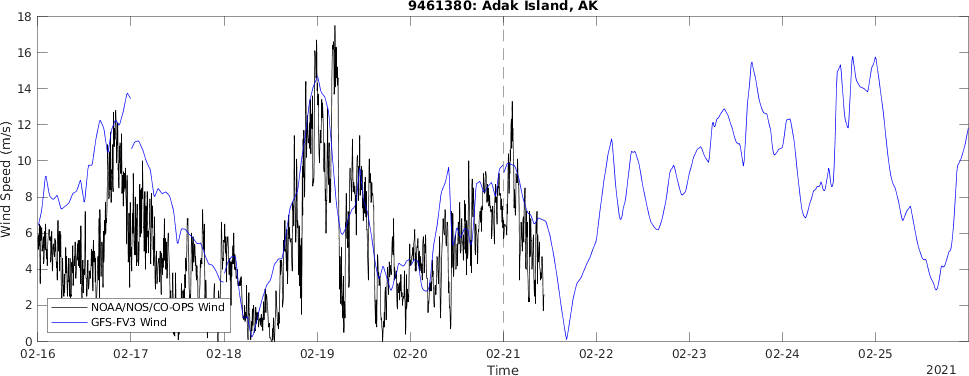 9461380: Adak Island, AK
Wind Speed (m/s)
18
16
14
12
10
8
6
4
2
0
NOAA/NOS/CO-OPS Wind
GFS-FV3 Wind
02-16 02-17 02-18 02-19 02-20 02-21 02-22 02-23 02-24 02-25
Time
2021